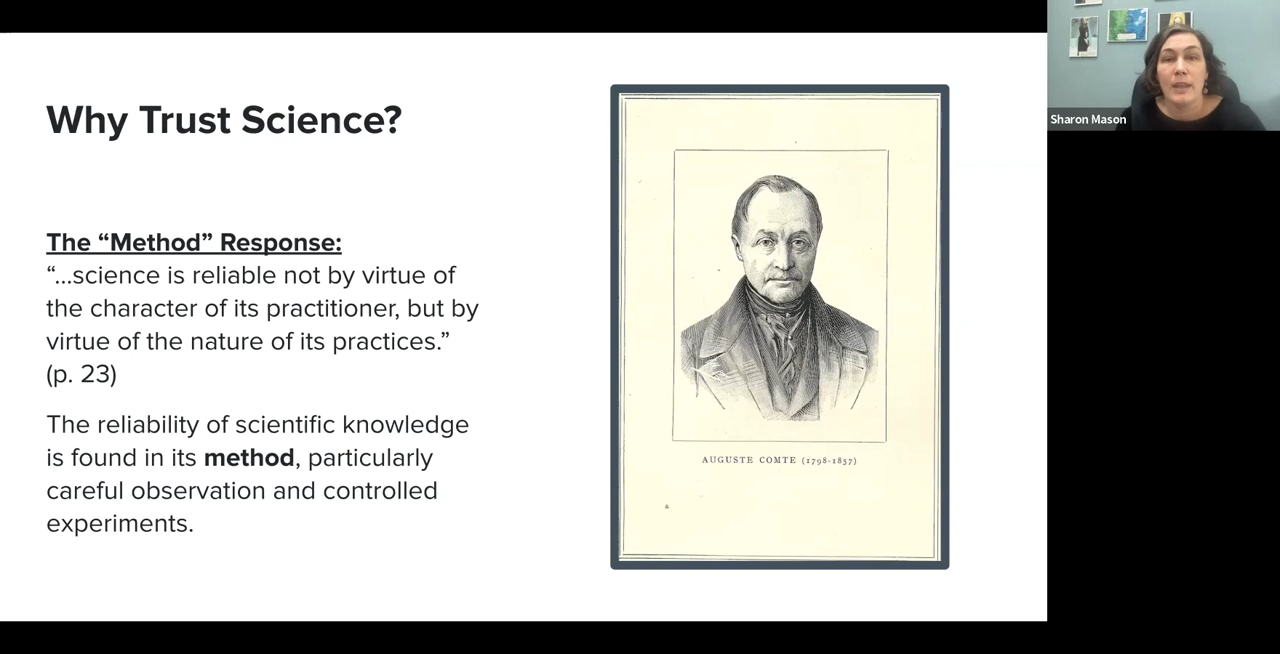 Why Trust Science?
The “Method” Response:
“...science is reliable not by virtue of
the character of its practitioner, but by
virtue of the nature of its practices.”
(p. 23)
The reliability of scientific knowledge
is found in its method, particularly
careful observation and controlled
experiments.
AUGUSTE COMTE (1798-1857)
Sharon Mason